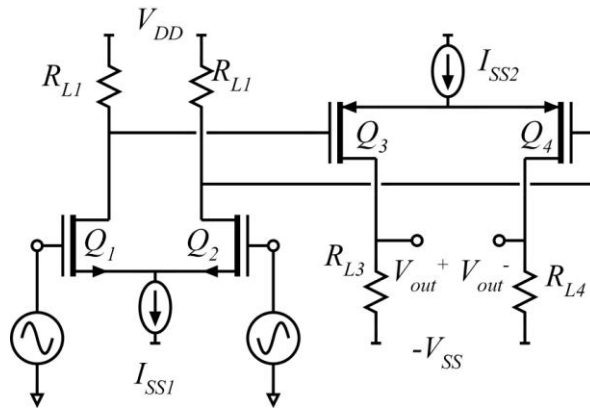 V_DD
R_L1 R_L1 I_SS2
Q_3 Q_4
Q_1 Q_2
R_L3 V_out^+ V_out^- R_L4
I_SS1 -V_SS